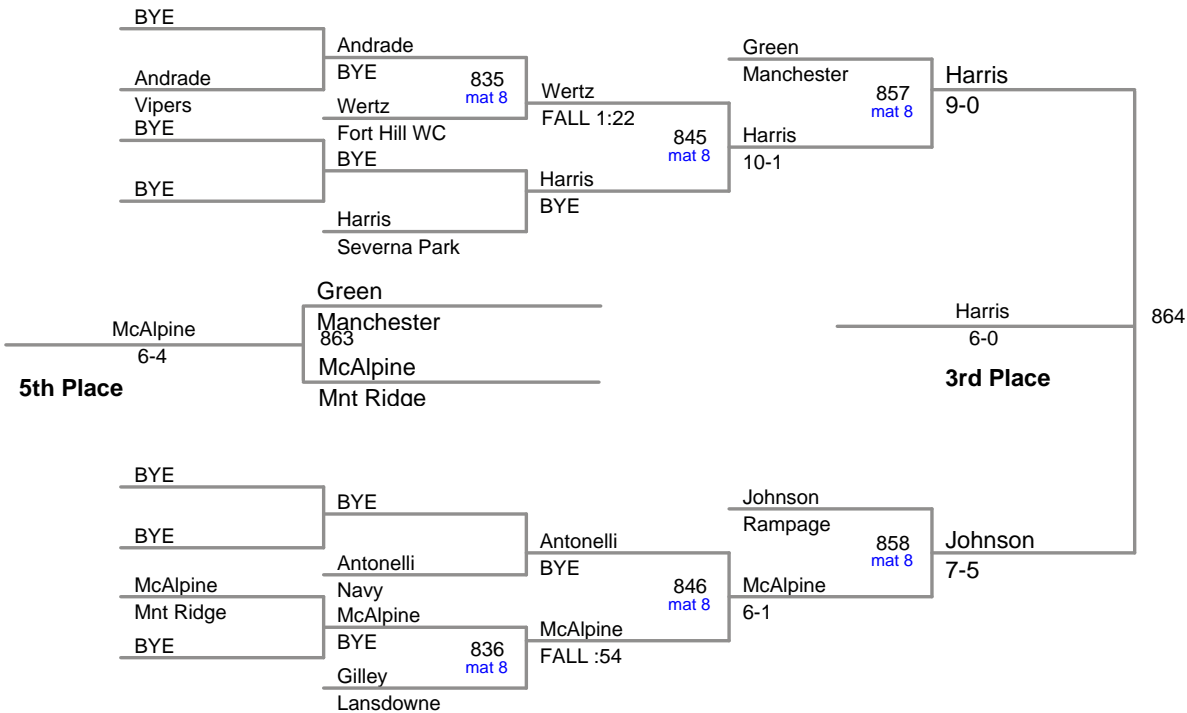 BYE
Andrade
BYE
Andrade
Vipers
835
mat 8
Wertz
Fort Hill WC
BYE
BYE
BYE
Harris
Severna Park
Wertz
FALL 1:22
Harris
BYE
845
mat 8
Green
Manchester
Harris
10-1
857
mat 8
Harris
9-0
Green
Manchester
863
McAlpine
Mnt Ridge
McAlpine
6-4
5th Place
Harris
6-0
3rd Place
864
BYE
BYE
BYE
Antonelli
Navy
McAlpine
Mnt Ridge
McAlpine
BYE
BYE
836
mat 8
Gilley
Lansdowne
Antonelli
BYE
McAlpine
FALL :54
846
mat 8
Johnson
Rampage
McAlpine
6-1
858
mat 8
Johnson
7-5